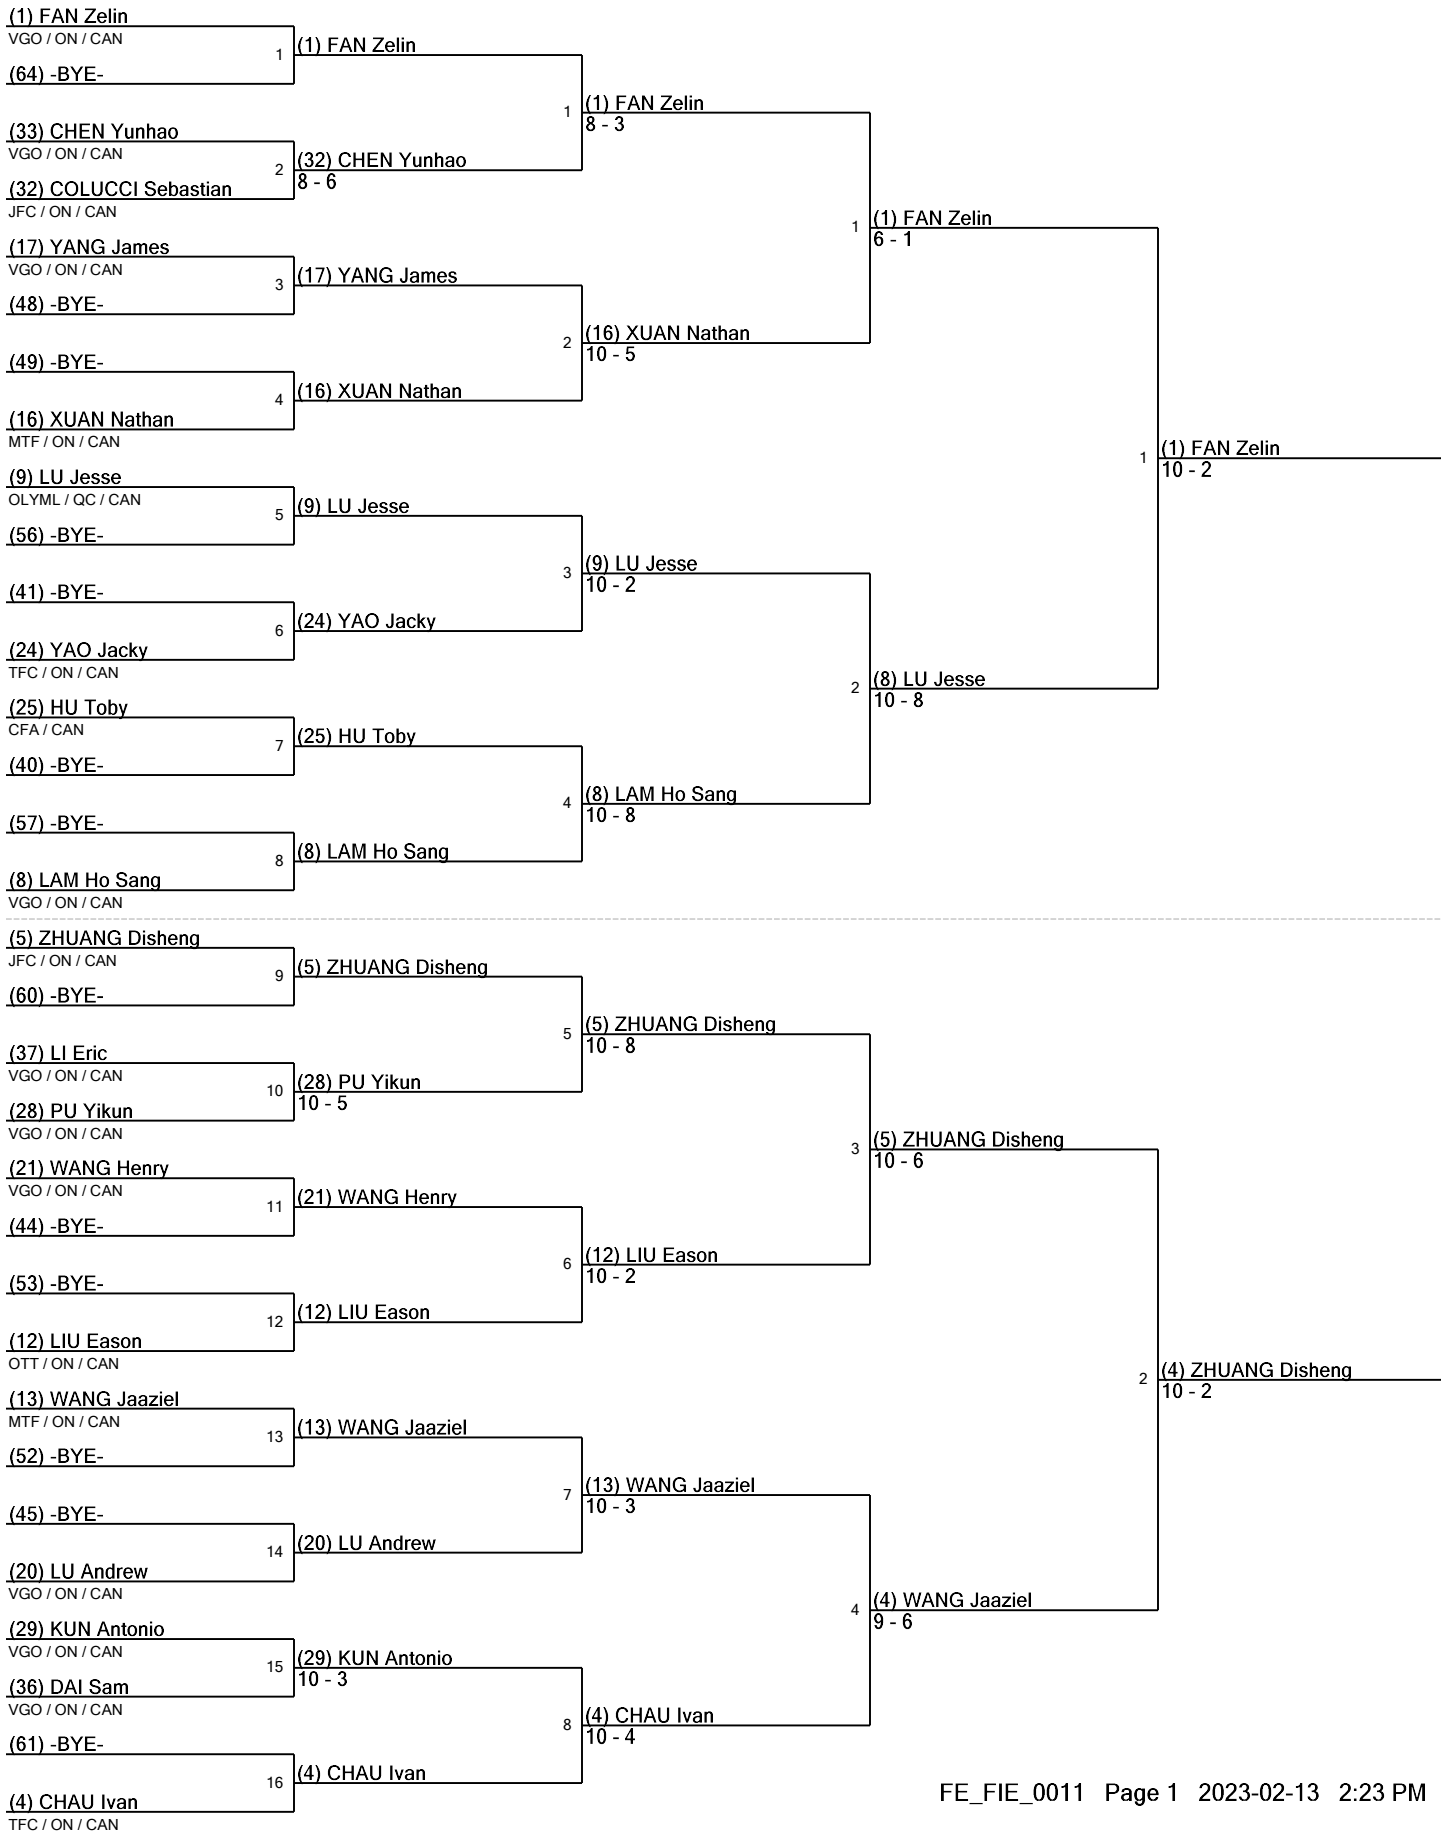 (1) FAN Zelin
VGO / ON / CAN
1
(1) FAN Zelin
(64) -BYE-
1
(1) FAN Zelin
8 - 3
(33) CHEN Yunhao
VGO / ON / CAN
2
(32) CHEN Yunhao
8 - 6
(32) COLUCCI Sebastian
JFC / ON / CAN
1
(1) FAN Zelin
6 - 1
(17) YANG James
VGO / ON / CAN
3
(17) YANG James
(48) -BYE-
2
(16) XUAN Nathan
10 - 5
(49) -BYE-
4
(16) XUAN Nathan
(16) XUAN Nathan
MTF / ON / CAN
1
(1) FAN Zelin
10 - 2
(9) LU Jesse
OLYML / QC / CAN
5
(9) LU Jesse
(56) -BYE-
3
(9) LU Jesse
10 - 2
(41) -BYE-
6
(24) YAO Jacky
(24) YAO Jacky
TFC / ON / CAN
2
(8) LU Jesse
10 - 8
(25) HU Toby
CFA / CAN
7
(25) HU Toby
(40) -BYE-
4
(8) LAM Ho Sang
10 - 8
(57) -BYE-
8
(8) LAM Ho Sang
(8) LAM Ho Sang
VGO / ON / CAN
(5) ZHUANG Disheng
JFC / ON / CAN
9
(5) ZHUANG Disheng
(60) -BYE-
5
(5) ZHUANG Disheng
10 - 8
(37) LI Eric
VGO / ON / CAN
10
(28) PU Yikun
10 - 5
(28) PU Yikun
VGO / ON / CAN
3
(5) ZHUANG Disheng
10 - 6
(21) WANG Henry
VGO / ON / CAN
11
(21) WANG Henry
(44) -BYE-
6
(12) LIU Eason
10 - 2
(53) -BYE-
12
(12) LIU Eason
(12) LIU Eason
OTT / ON / CAN
2
(4) ZHUANG Disheng
10 - 2
(13) WANG Jaaziel
MTF / ON / CAN
13
(13) WANG Jaaziel
(52) -BYE-
7
(13) WANG Jaaziel
10 - 3
(45) -BYE-
14
(20) LU Andrew
(20) LU Andrew
VGO / ON / CAN
4
(4) WANG Jaaziel
9 - 6
(29) KUN Antonio
VGO / ON / CAN
15
(29) KUN Antonio
10 - 3
(36) DAI Sam
VGO / ON / CAN
8
(4) CHAU Ivan
10 - 4
(61) -BYE-
16
(4) CHAU Ivan
(4) CHAU Ivan
TFC / ON / CAN
FE_FIE_0011 Page 1 2023-02-13 2:23 PM